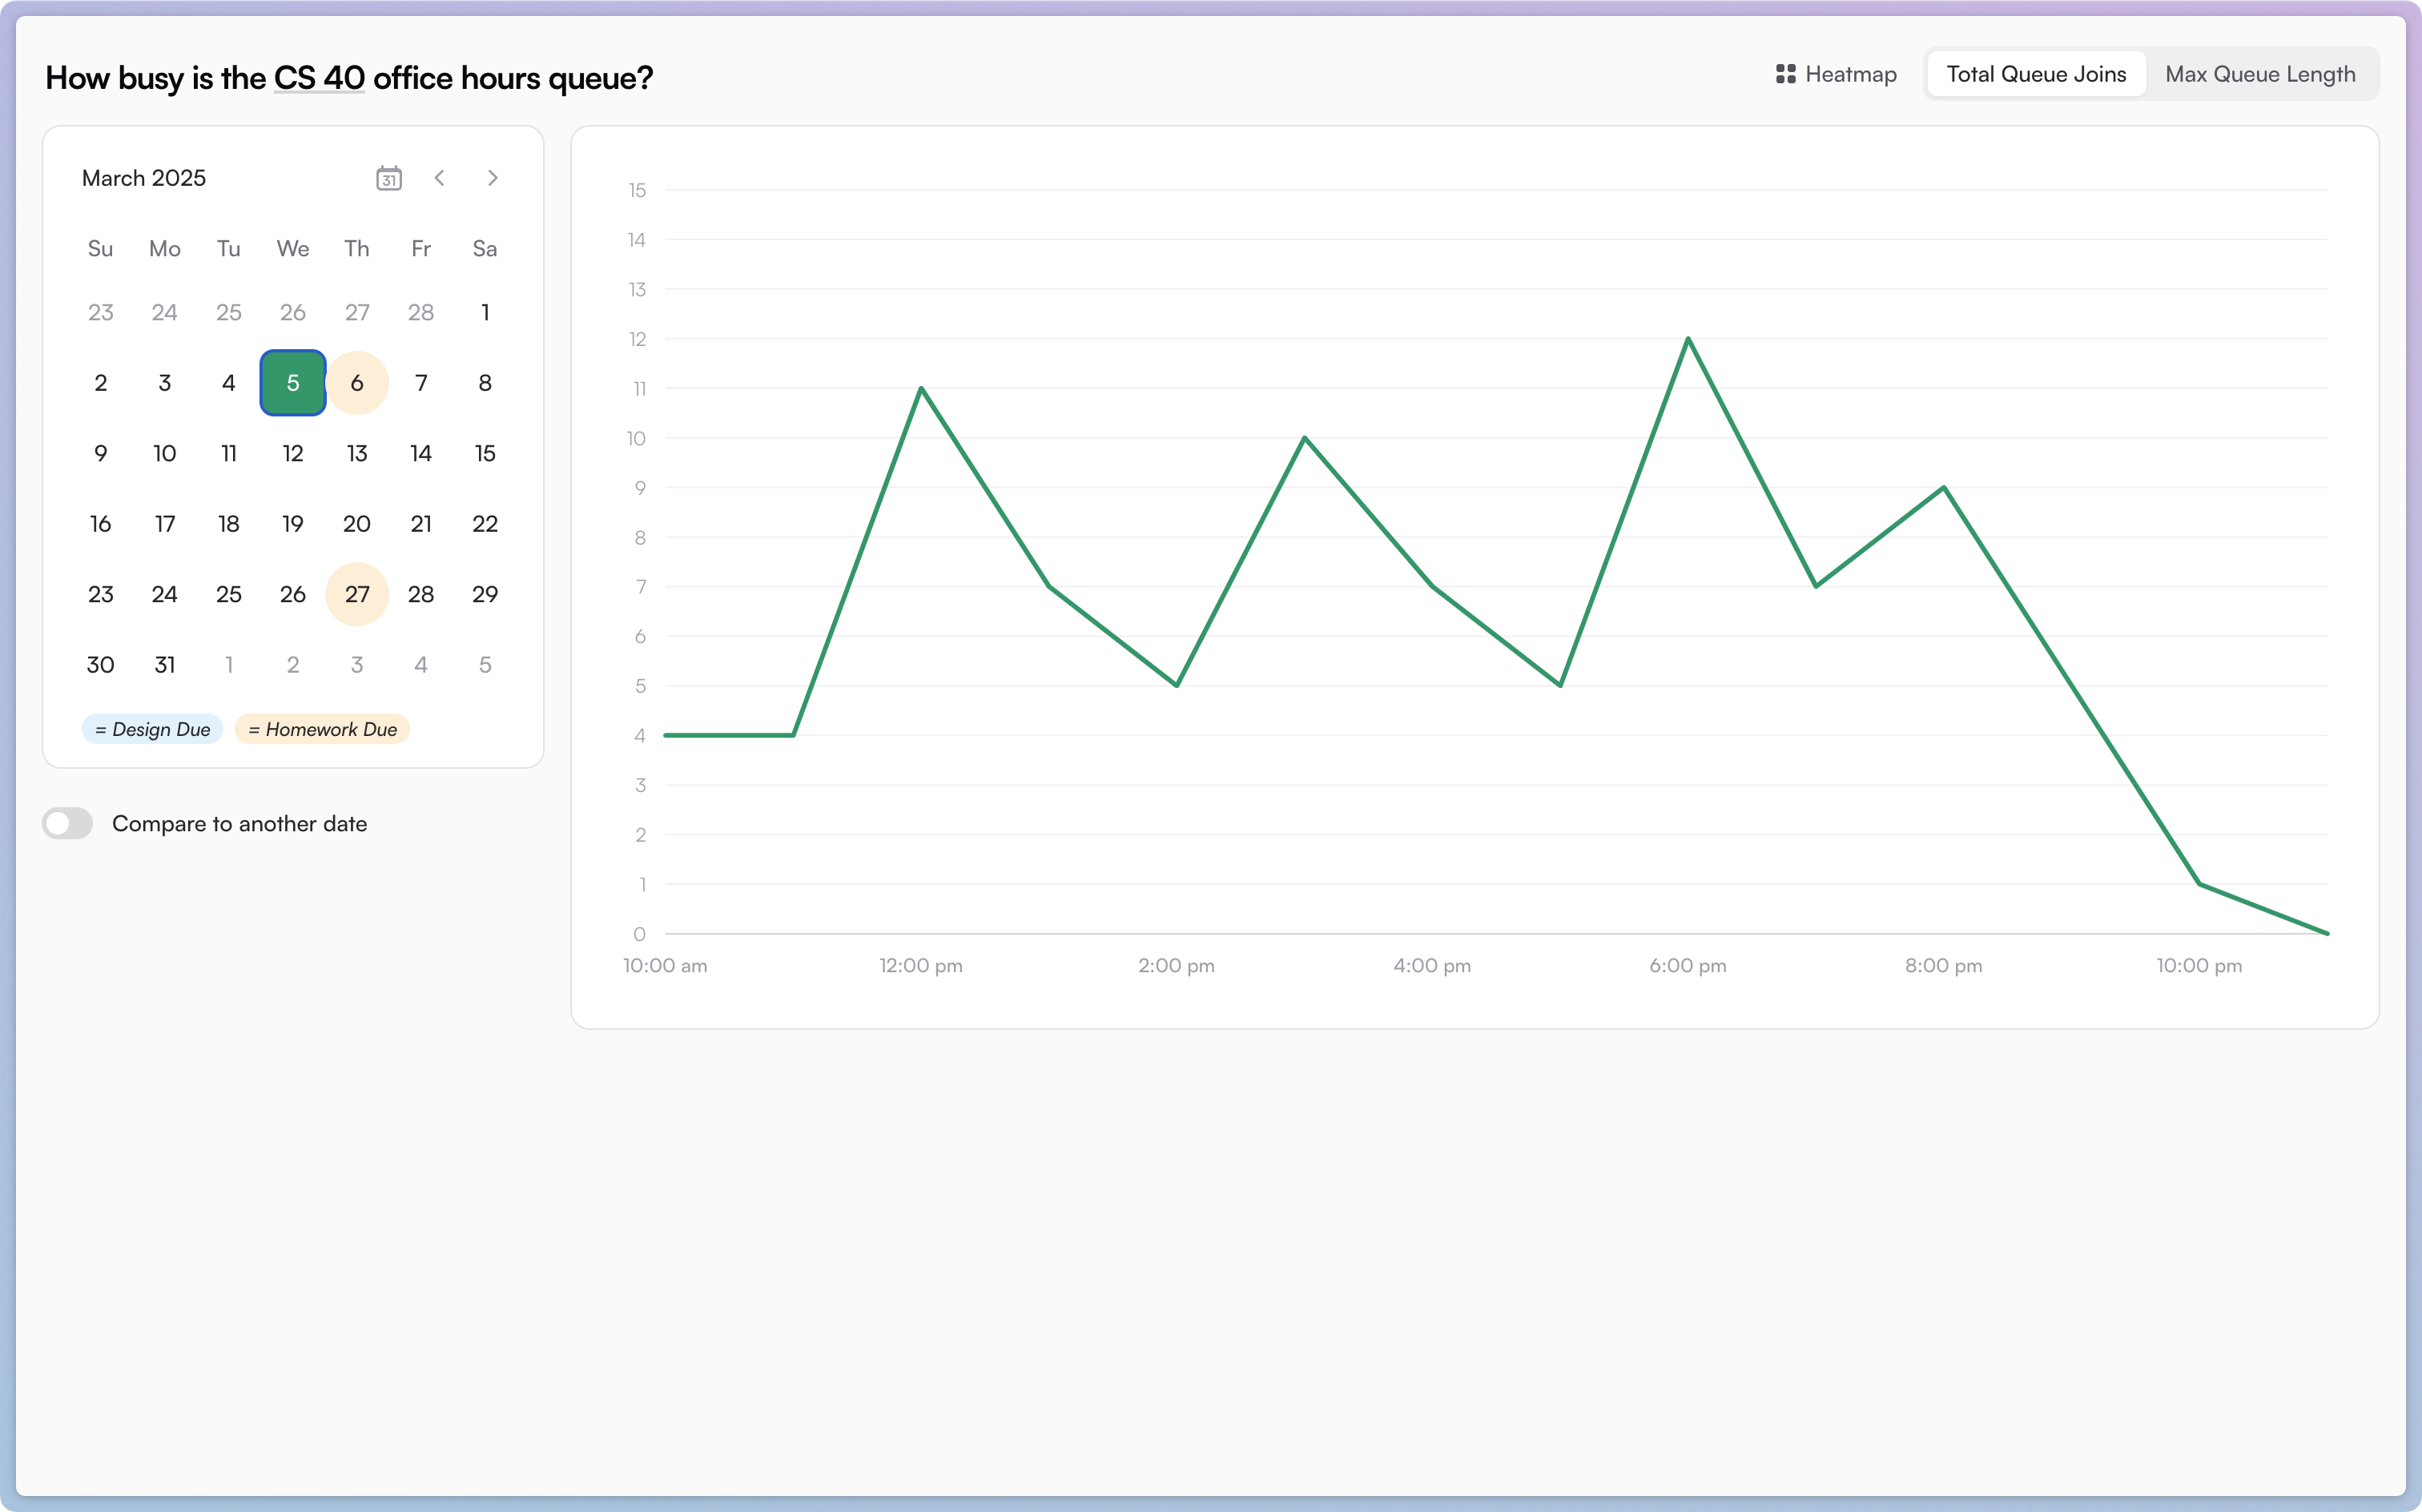 How busy is the CS 40 office hours queue?
Heatmap
Total Queue Joins
Max Queue Length
March 2025
31
Su Mo Tu We Th Fr Sa
23 24 25 26 27 28 1
2 3 4 5 6 7 8
9 10 11 12 13 14 15
16 17 18 19 20 21 22
23 24 25 26 27 28 29
30 31 1 2 3 4 5
= Design Due
= Homework Due
Compare to another date
15
14
13
12
11
10
9
8
7
6
5
4
3
2
1
0
10:00 am 12:00 pm 2:00 pm 4:00 pm 6:00 pm 8:00 pm 10:00 pm